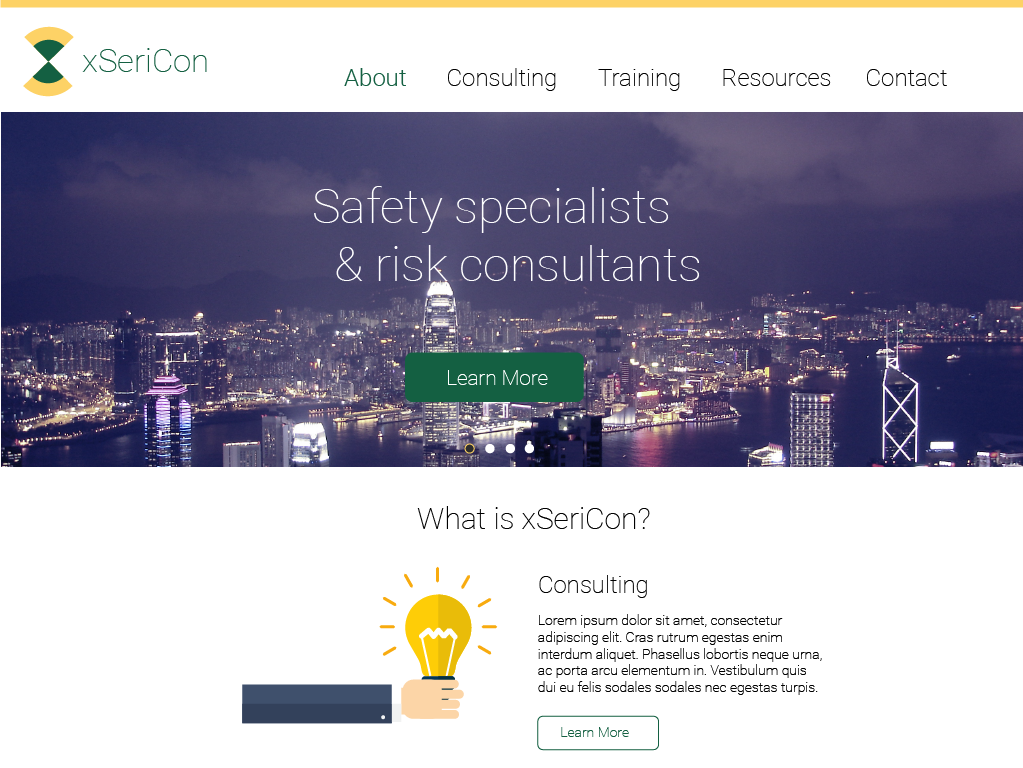 xSeriCon
About Consulting Training Resources Contact
Safety specialists
& risk consultants
Learn More
What is xSeriCon?
Consulting
Lorem ipsum dolor sit amet, consectetur
adipiscing elit. Cras rutrum egestas enim
interdum aliquet. Phasellus lobortis neque urna,
ac porta arcu elementum in. Vestibulum quis
dui eu felis sodales sodales nec egestas turpis.
Learn More